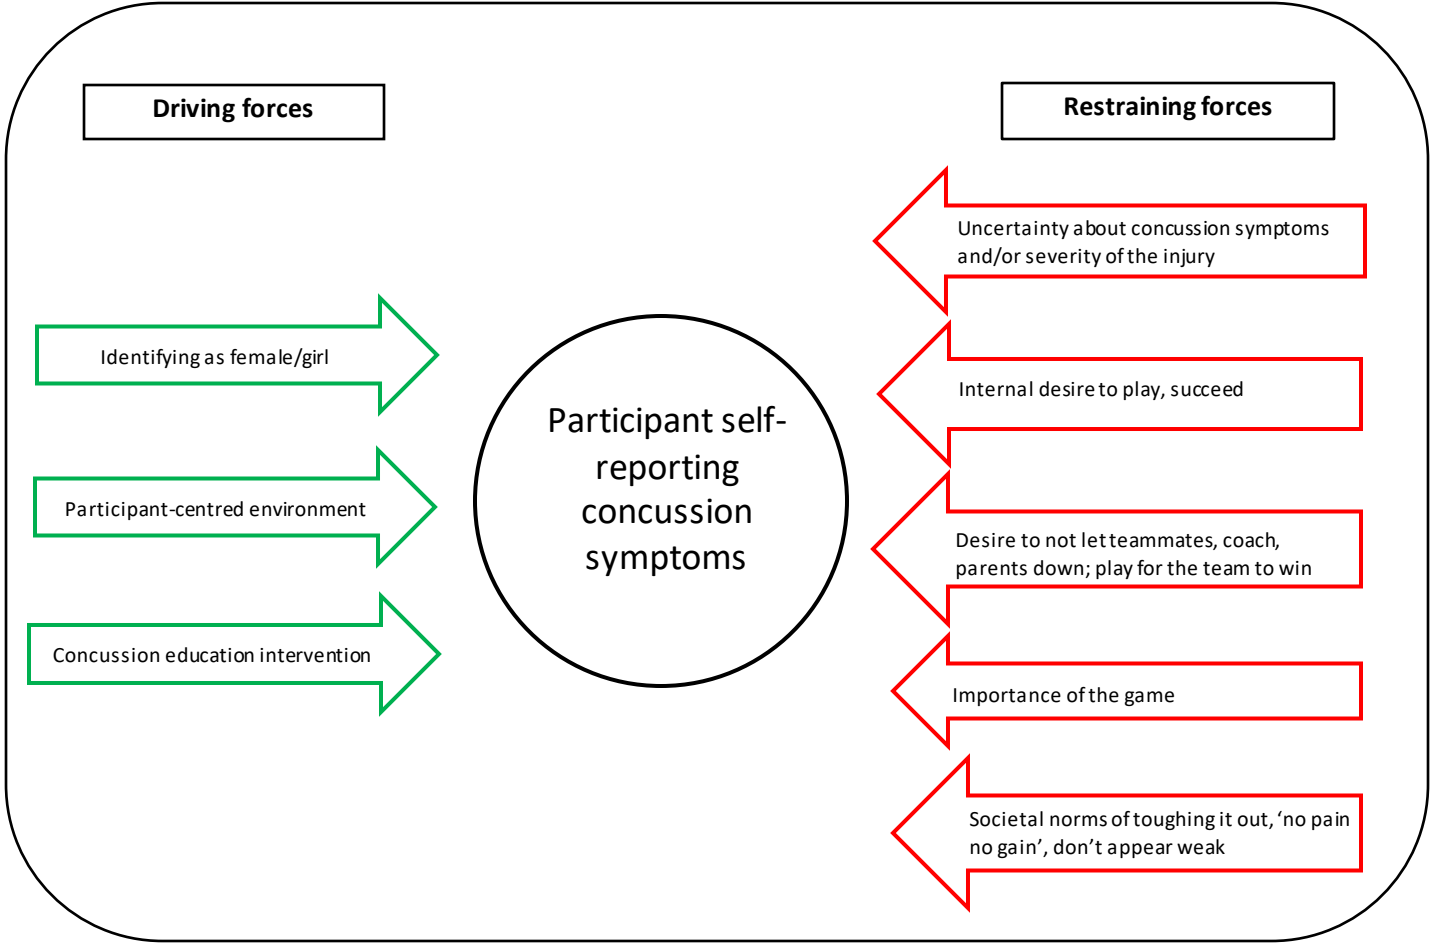 Driving forces
Restraining forces
Identifying as female/girl
Participant-centred environment
Concussion education intervention
Participant self-
reporting
concussion
symptoms
Uncertainty about concussion symptoms
and/or severity of the injury
Internal desire to play, succeed
Desire to not let teammates, coach,
parents down; play for the team to win
Importance of the game
Societal norms of toughing it out, ‘no pain
no gain’, don’t appear weak